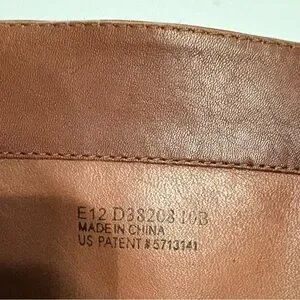 E12 D38208 10B
MADE IN CHINA
US PATENT # 5713141